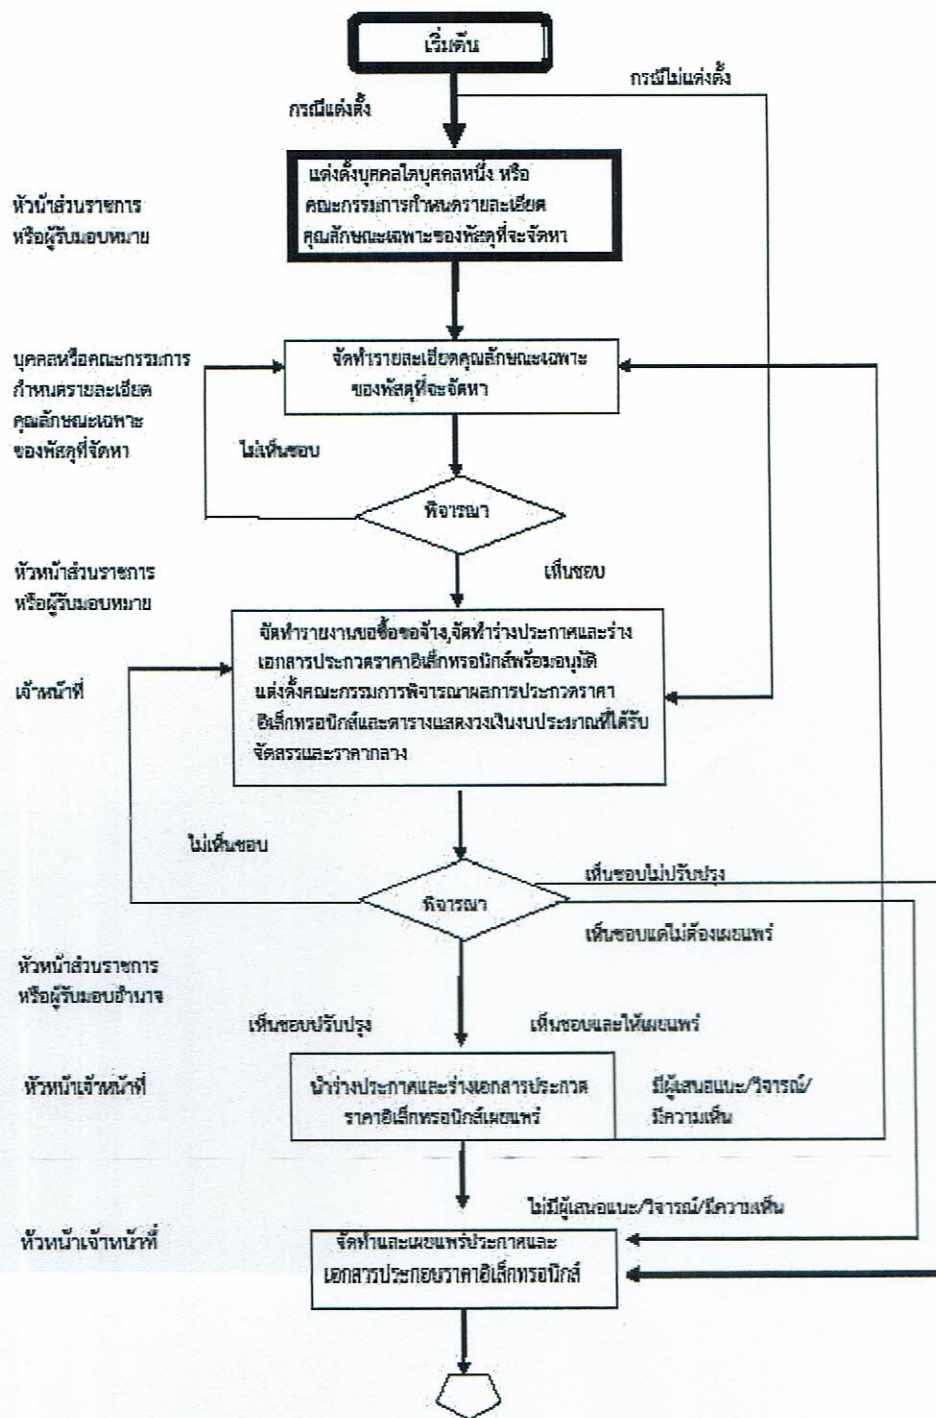 เริ่มต้น
กรณีไม่แต่งตั้ง
กรณีแต่งตั้ง
แต่งตั้งบุคคลใดบุคคลหนึ่ง หรือ
คณะกรรมการกำหนดรายละเอียด
คุณลักษณะเฉพาะของพัสดุที่จะจัดหา
หัวน้าส่วนราชการ
หรือผู้รับมอบหมาย
บุคคลหรือคณะกรรมการ
กำหนดรายละเอียด
คุณลักษณะเฉพาะ
ของพัสดุที่จัดหา
จัดทำรายละเอียดคุณลักษณะเฉพาะ
ของพัสดุที่จะจัดหา
ไม่เห็นชอบ
พิจารณา
หัวหน้าส่วนราชการ
หรือผู้รับมอบหมาย
เห็นชอบ
เจ้าหน้าที่
จัดทำรายงานขอซื้อขอจ้าง,จัดทำร่างประกาศและร่าง
เอกสารประกวดราคาอิเล็กทรอนิกส์พร้อมอนุมัติ
แต่งตั้งคณะกรรมการพิจารณาผลการประกวดราคา
อิเล็กทรอนิกส์และตารางแสดงวงเงินงบประมาณที่ได้รับ
จัดสรรและราคากลาง
ไม่เห็นชอบ
พิจารณา
เห็นชอบไม่ปรับปรุง
เห็นชอบแต่ไม่ต้องเผยแพร่
หัวหน้าส่วนราชการ
หรือผู้รับมอบอำนาจ
เห็นชอบปรับปรุง
เห็นชอบและให้เผยแพร่
หัวหน้าเจ้าหน้าที่
นำร่างประกาศและร่างเอกสารประกวด
ราคาอิเล็กทรอนิกส์เผยแพร่
มีผู้เสนอแนะ/วิจารณ์/
มีความเห็น
ไม่มีผู้เสนอแนะ/วิจารณ์/มีความเห็น
หัวหน้าเจ้าหน้าที่
จัดทำและเผยแพร่ประกาศและ
เอกสารประกอบราคาอิเล็กทรอนิกส์